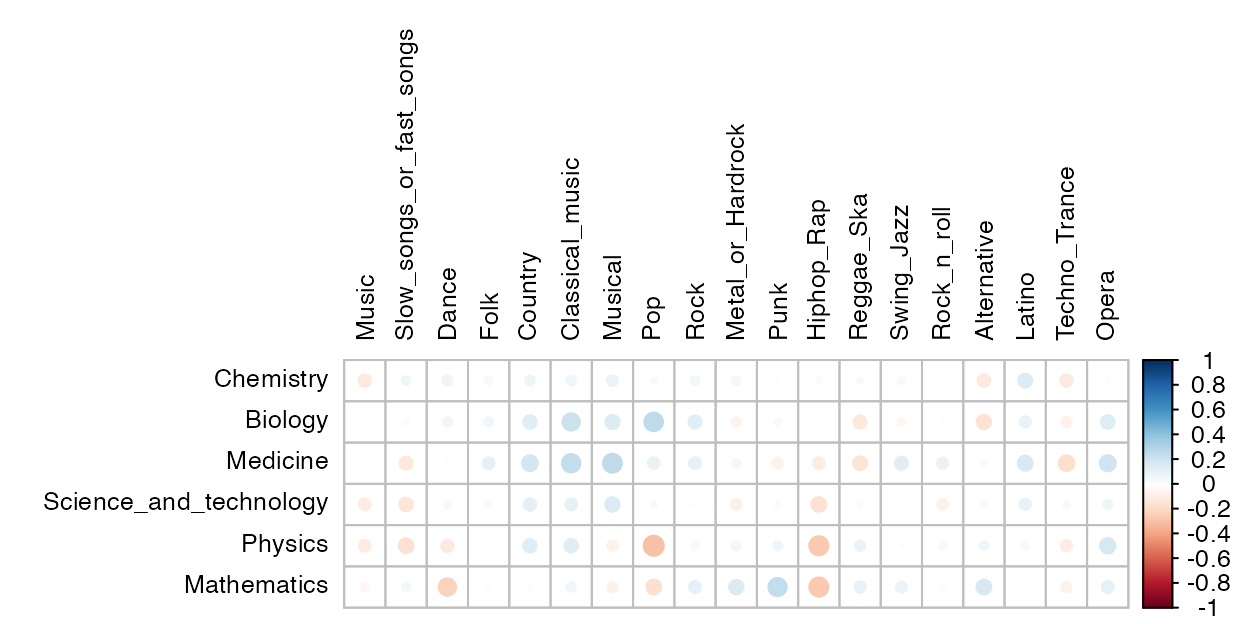 Music
Slow_songs_or_fast_songs
Dance
Folk
Country
Classical_music
Musical
Pop
Rock
Metal_or_Hardrock
Punk
Hiphop_Rap
Reggae_Ska
Swing_Jazz
Rock_n_roll
Alternative
Latino
Techno_Trance
Opera
Chemistry
Biology
Medicine
Science_and_technology
Physics
Mathematics
1
0.8
0.6
0.4
0.2
0
-0.2
-0.4
-0.6
-0.8
-1